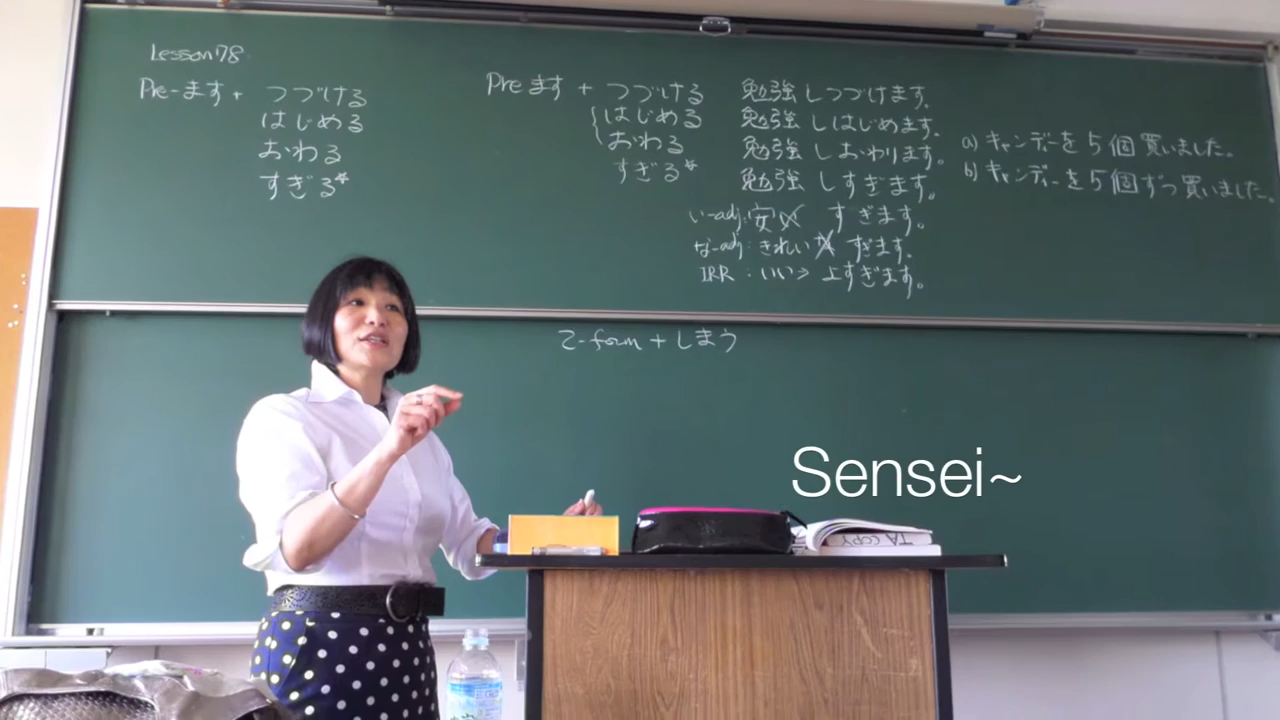 Lesson 78
Pre-ます + つづける
はじめる
おわる
すぎる*
Pre ます + つづける 勉強 しつづけます。
はじめる 勉強 しはじめます。
おわる 勉強 しおわります。
すぎる* 勉強 しすぎます。
い-adj: 安い すぎます。
な-adj: きれい な すぎます。
IRR : いい→ よすぎます。
a) キャンディーを 5個 買いました。
b) キャンディーを 5個 ずつ 買いました。
て-form + しまう
Sensei~
TA COPY